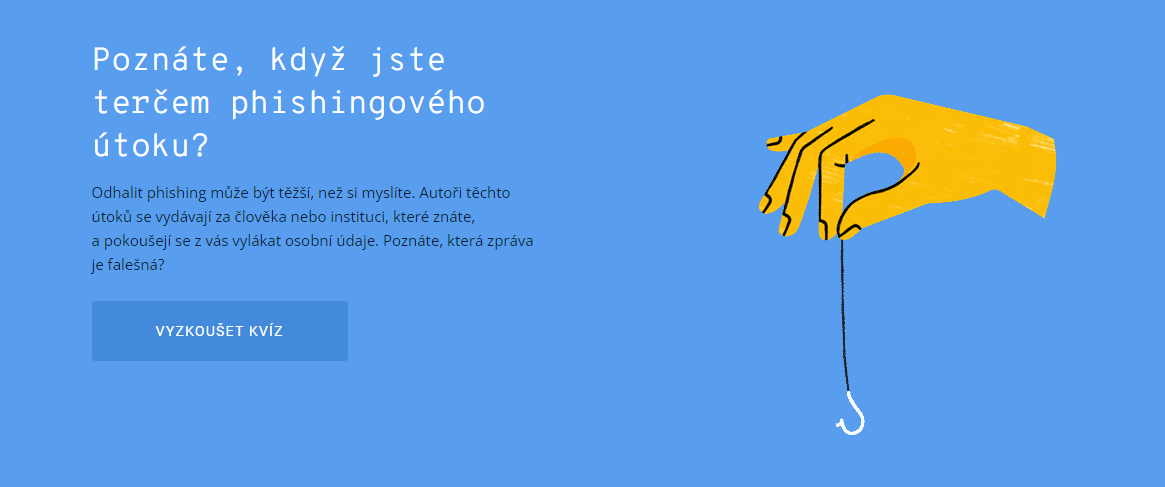 Poznáte, když jste
terčem phishingového
útoku?
Odhalit phishing může být těžší, než si myslíte. Autoři těchto
útoků se vydávají za člověka nebo instituci, které znáte,
a pokoušejí se z vás vylákat osobní údaje. Poznáte, která zpráva
je falešná?
VYZKOUŠET KVÍZ